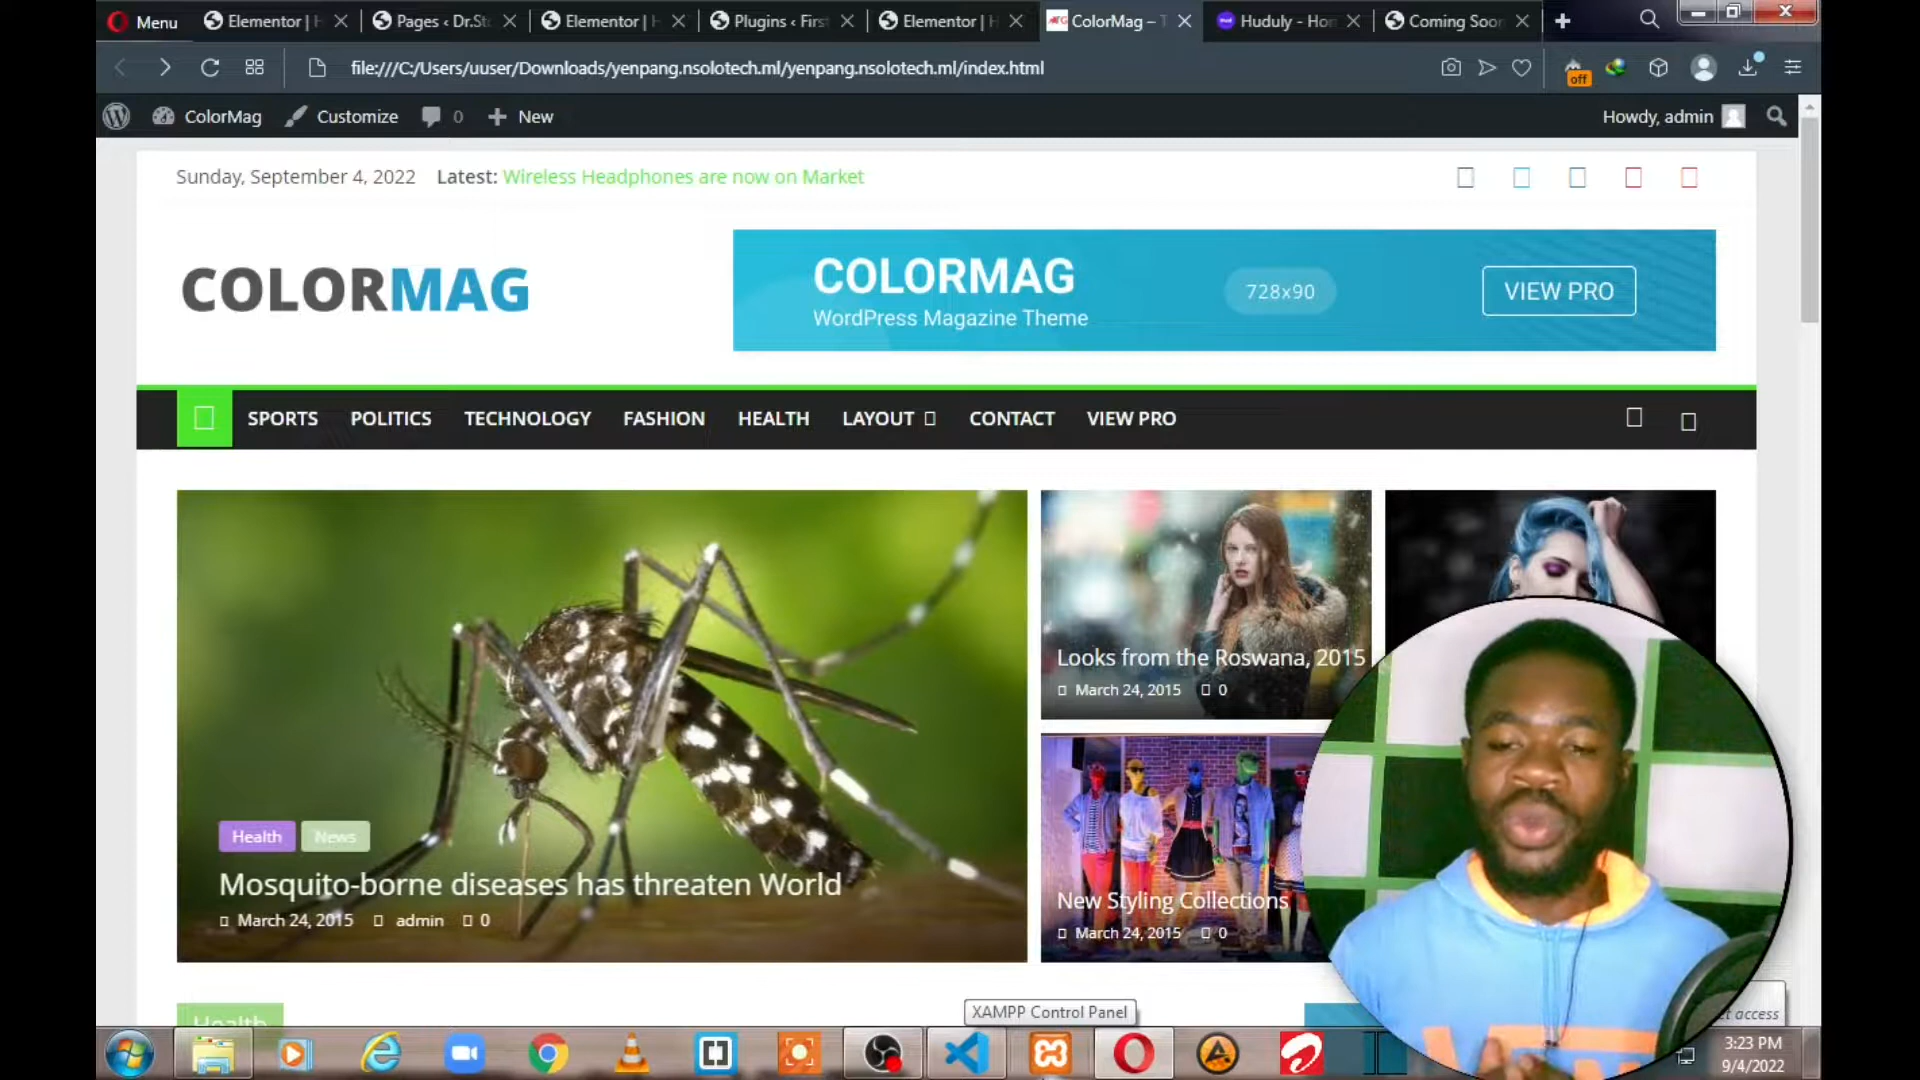 Menu
Elementor | H
Pages ‹ Dr.St
Elementor | H
Plugins ‹ First
Elementor | H
ColorMag – T
Huduly - Hon
Coming Soon
file:///C:/Users/uuser/Downloads/yenpang.nsolotech.ml/yenpang.nsolotech.ml/index.html
off
ColorMag
Customize
0
New
Howdy, admin
Sunday, September 4, 2022
Latest: Wireless Headphones are now on Market
COLORMAG
COLORMAG
WordPress Magazine Theme
728x90
VIEW PRO
SPORTS
POLITICS
TECHNOLOGY
FASHION
HEALTH
LAYOUT
CONTACT
VIEW PRO
Health
News
Mosquito-borne diseases has threaten World
March 24, 2015
admin
0
Looks from the Roswana, 2015
March 24, 2015
0
New Styling Collections
March 24, 2015
0
Health
XAMPP Control Panel
access
3:23 PM
9/4/2022